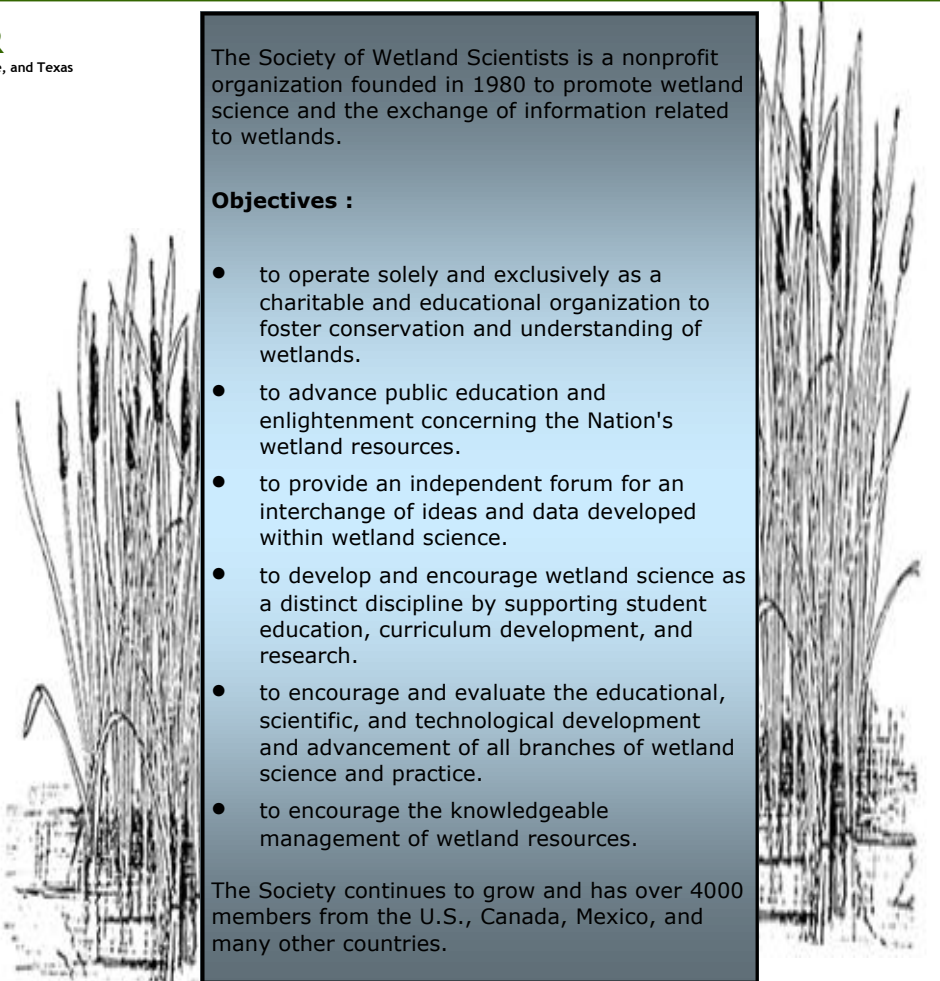 R
, and Texas
The Society of Wetland Scientists is a nonprofit
organization founded in 1980 to promote wetland
science and the exchange of information related
to wetlands.
Objectives :
● to operate solely and exclusively as a
charitable and educational organization to
foster conservation and understanding of
wetlands.
● to advance public education and
enlightenment concerning the Nation's
wetland resources.
● to provide an independent forum for an
interchange of ideas and data developed
within wetland science.
● to develop and encourage wetland science as
a distinct discipline by supporting student
education, curriculum development, and
research.
● to encourage and evaluate the educational,
scientific, and technological development
and advancement of all branches of wetland
science and practice.
● to encourage the knowledgeable
management of wetland resources.
The Society continues to grow and has over 4000
members from the U.S., Canada, Mexico, and
many other countries.